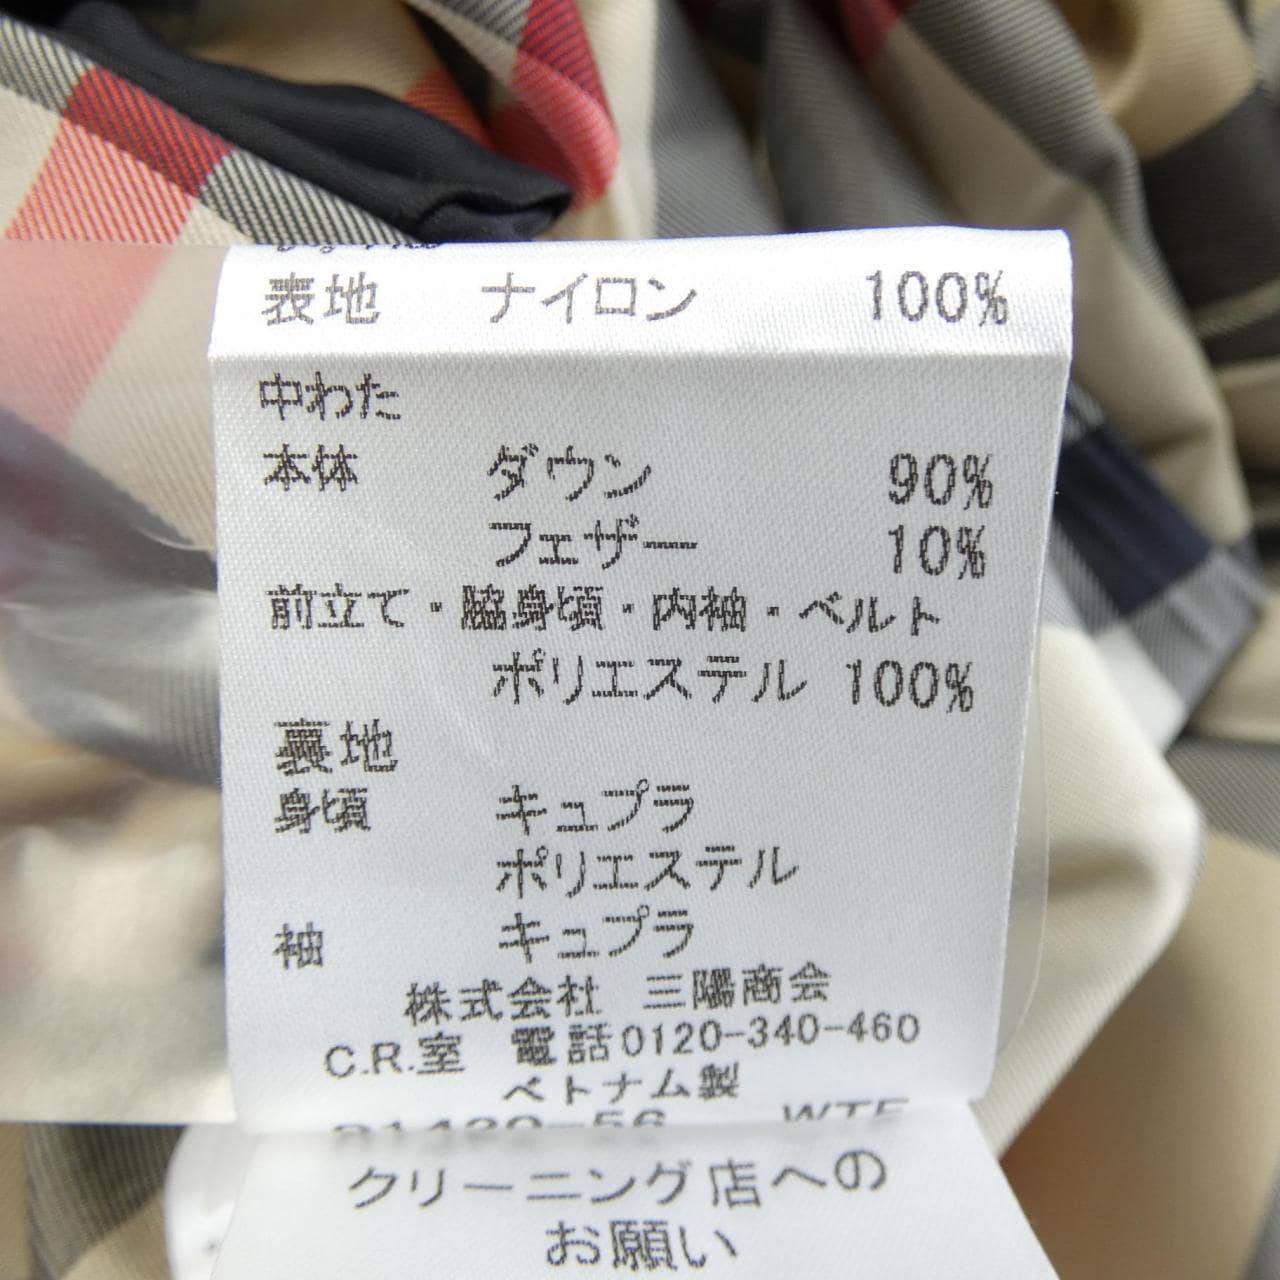 表地 ナイロン 100%
中わた
本体 ダウン 90%
フェザー 10%
前立て・脇身頃・内袖・ベルト
ポリエステル 100%
裏地
身頃 キュプラ
ポリエステル
袖 キュプラ
株式会社 三陽商会
C.R.室 電話0120-340-460
ベトナム製
クリーニング店への
お願い